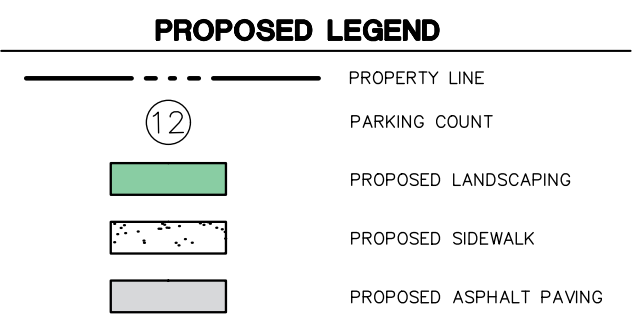 PROPOSED LEGEND
PROPERTY LINE
12 PARKING COUNT
PROPOSED LANDSCAPING
PROPOSED SIDEWALK
PROPOSED ASPHALT PAVING